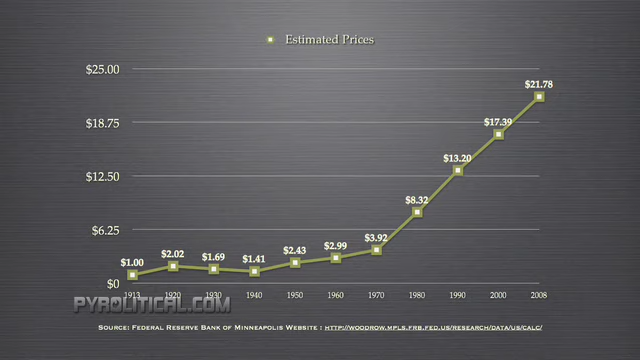 Estimated Prices
$25.00
$21.78
$18.75
$17.39
$13.20
$12.50
$8.32
$6.25
$3.92
$2.99
$2.43
$1.00 $2.02 $1.69 $1.41
$0
1913 1920 1930 1940 1950 1960 1970 1980 1990 2000 2008
PYROLITICAL.COM
Source: Federal Reserve Bank of Minneapolis Website : http://woodrow.mpls.frb.fed.us/research/data/us/calc/